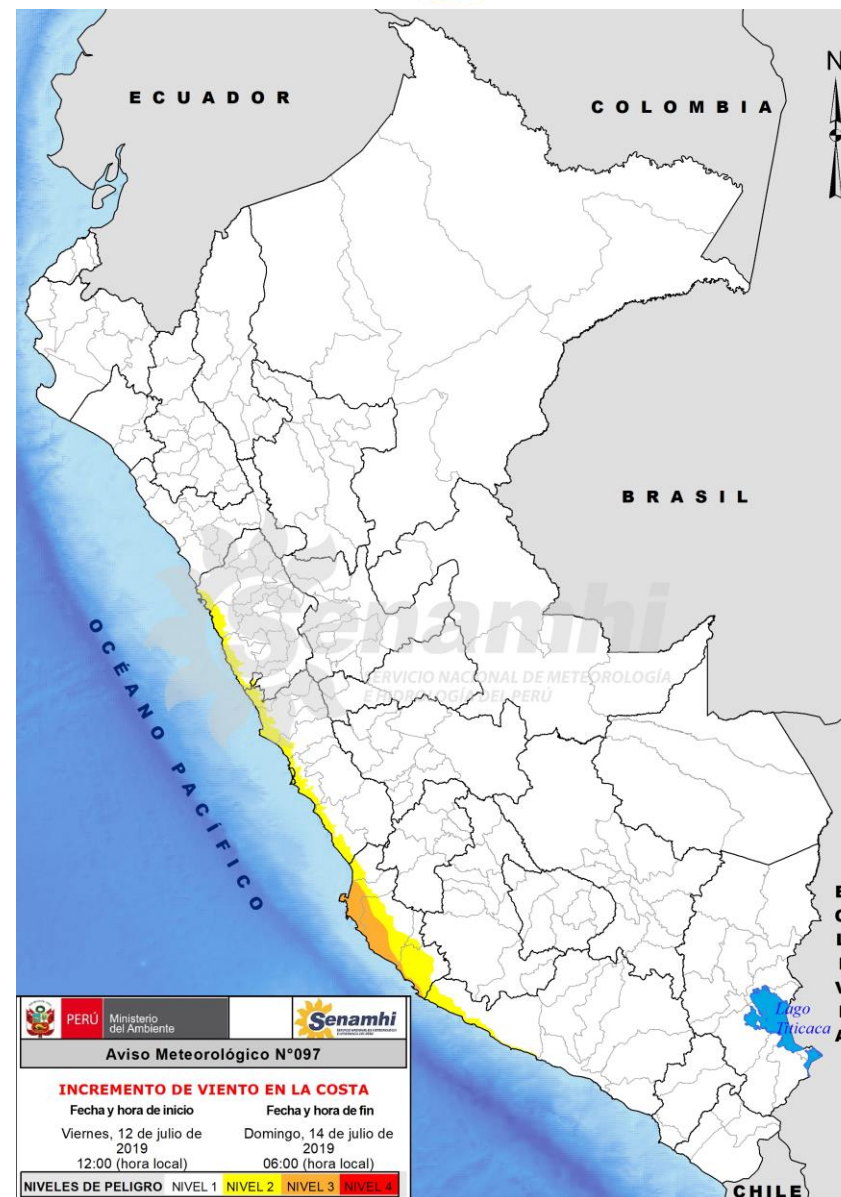 ECUADOR
COLOMBIA
N
BRASIL
Senamhi
SERVICIO NACIONAL DE METEOROLOGÍA
E HIDROLOGÍA DEL PERÚ
OCÉANO PACÍFICO
Lago
Titicaca
CHILE
PERÚ
Ministerio
del Ambiente
Senamhi
Aviso Meteorológico N°097
INCREMENTO DE VIENTO EN LA COSTA
Fecha y hora de inicio
Viernes, 12 de julio de
2019
12:00 (hora local)
Fecha y hora de fin
Domingo, 14 de julio de
2019
06:00 (hora local)
NIVELES DE PELIGRO NIVEL 1 NIVEL 2 NIVEL 3 NIVEL 4